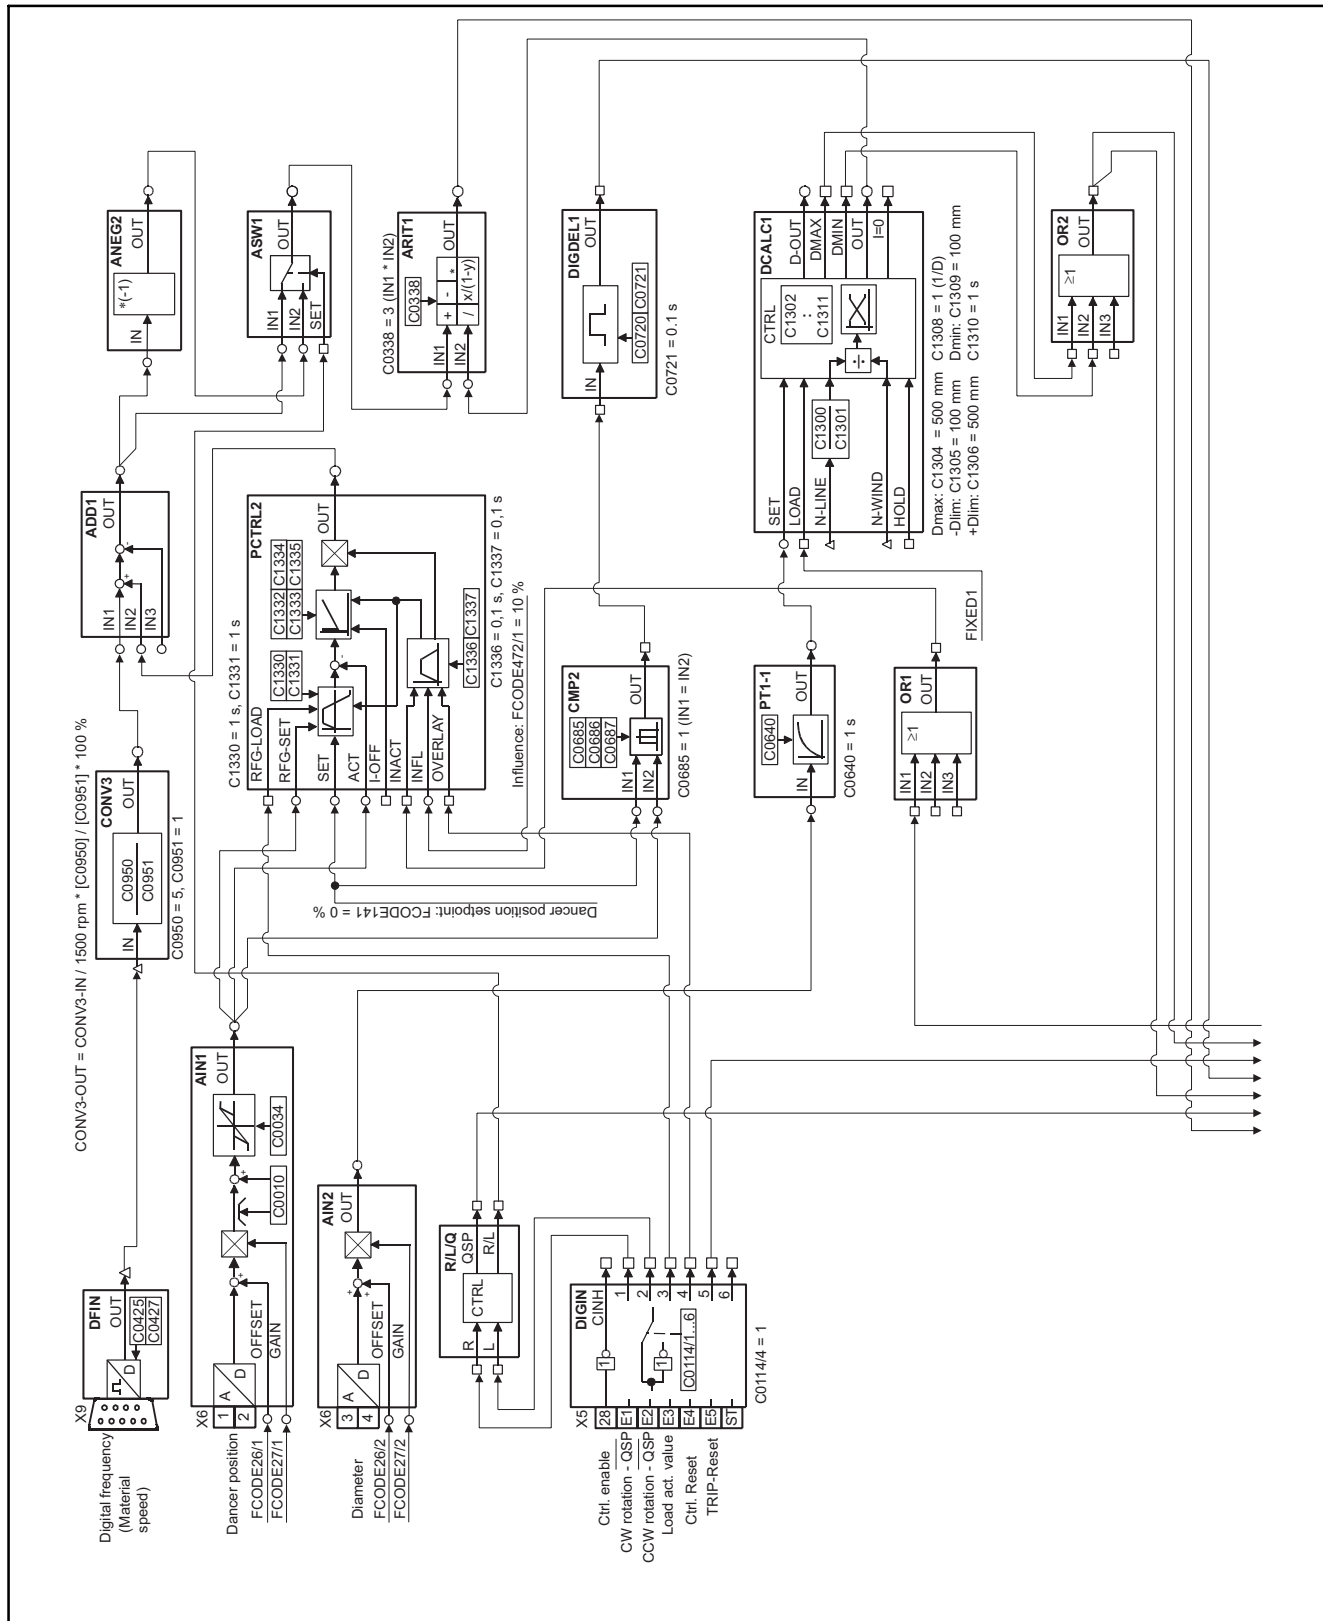 X9
DFIN
OUT
D
C0425
C0427
Digital frequency
(Material
speed)
CONV3-OUT = CONV3-IN / 1500 rpm * [C0950] / [C0951] * 100 %
CONV3
IN
OUT
C0950
C0951
C0950 = 5, C0951 = 1
ADD1
IN1
IN2
IN3
OUT
+
-
ANEG2
IN
OUT
*(-1)
X6
1
2
A
D
AIN1
OUT
OFFSET
GAIN
+
+
C0010
C0034
Dancer position
FCODE26/1
FCODE27/1
ASW1
IN1
IN2
SET
OUT
C1330 = 1 s, C1331 = 1 s
PCTRL2
RFG-LOAD
RFG-SET
SET
ACT
I-OFF
INACT
INFL
OVERLAY
OUT
-
C1330
C1331
C1332
C1333
C1334
C1335
C1336
C1337
C1336 = 0,1 s, C1337 = 0,1 s
Influence: FCODE472/1 = 10 %
Dancer position setpoint: FCODE141 = 0 %
C0338 = 3 (IN1 * IN2)
ARIT1
C0338
IN1
IN2
+
-
*
/
x/(1-y)
OUT
X6
3
4
A
D
AIN2
OUT
OFFSET
GAIN
+
+
Diameter
FCODE26/2
FCODE27/2
R/L/Q
R
L
CTRL
QSP
R/L
CMP2
C0685
C0686
C0687
IN1
IN2
OUT
C0685 = 1 (IN1 = IN2)
DIGDEL1
IN
OUT
C0720
C0721
C0721 = 0.1 s
X5
28
E1
E2
E3
E4
E5
ST
DIGIN
CINH
1
1
1
2
3
4
5
6
C0114/1...6
C0114/4 = 1
Ctrl. enable
CW rotation - QSP
CCW rotation - QSP
Load act. value
Ctrl. Reset
TRIP-Reset
PT1-1
C0640
IN
OUT
C0640 = 1 s
DCALC1
SET
LOAD
N-LINE
N-WIND
HOLD
CTRL
C1302
:
C1311
C1300
C1301
÷
D-OUT
DMAX
DMIN
OUT
I=0
Dmax: C1304 = 500 mm C1308 = 1 (1/D)
-Dlim: C1305 = 100 mm Dmin: C1309 = 100 mm
+Dlim: C1306 = 500 mm C1310 = 1 s
FIXED1
OR1
IN1
IN2
IN3
≥1
OUT
OR2
IN1
IN2
IN3
≥1
OUT